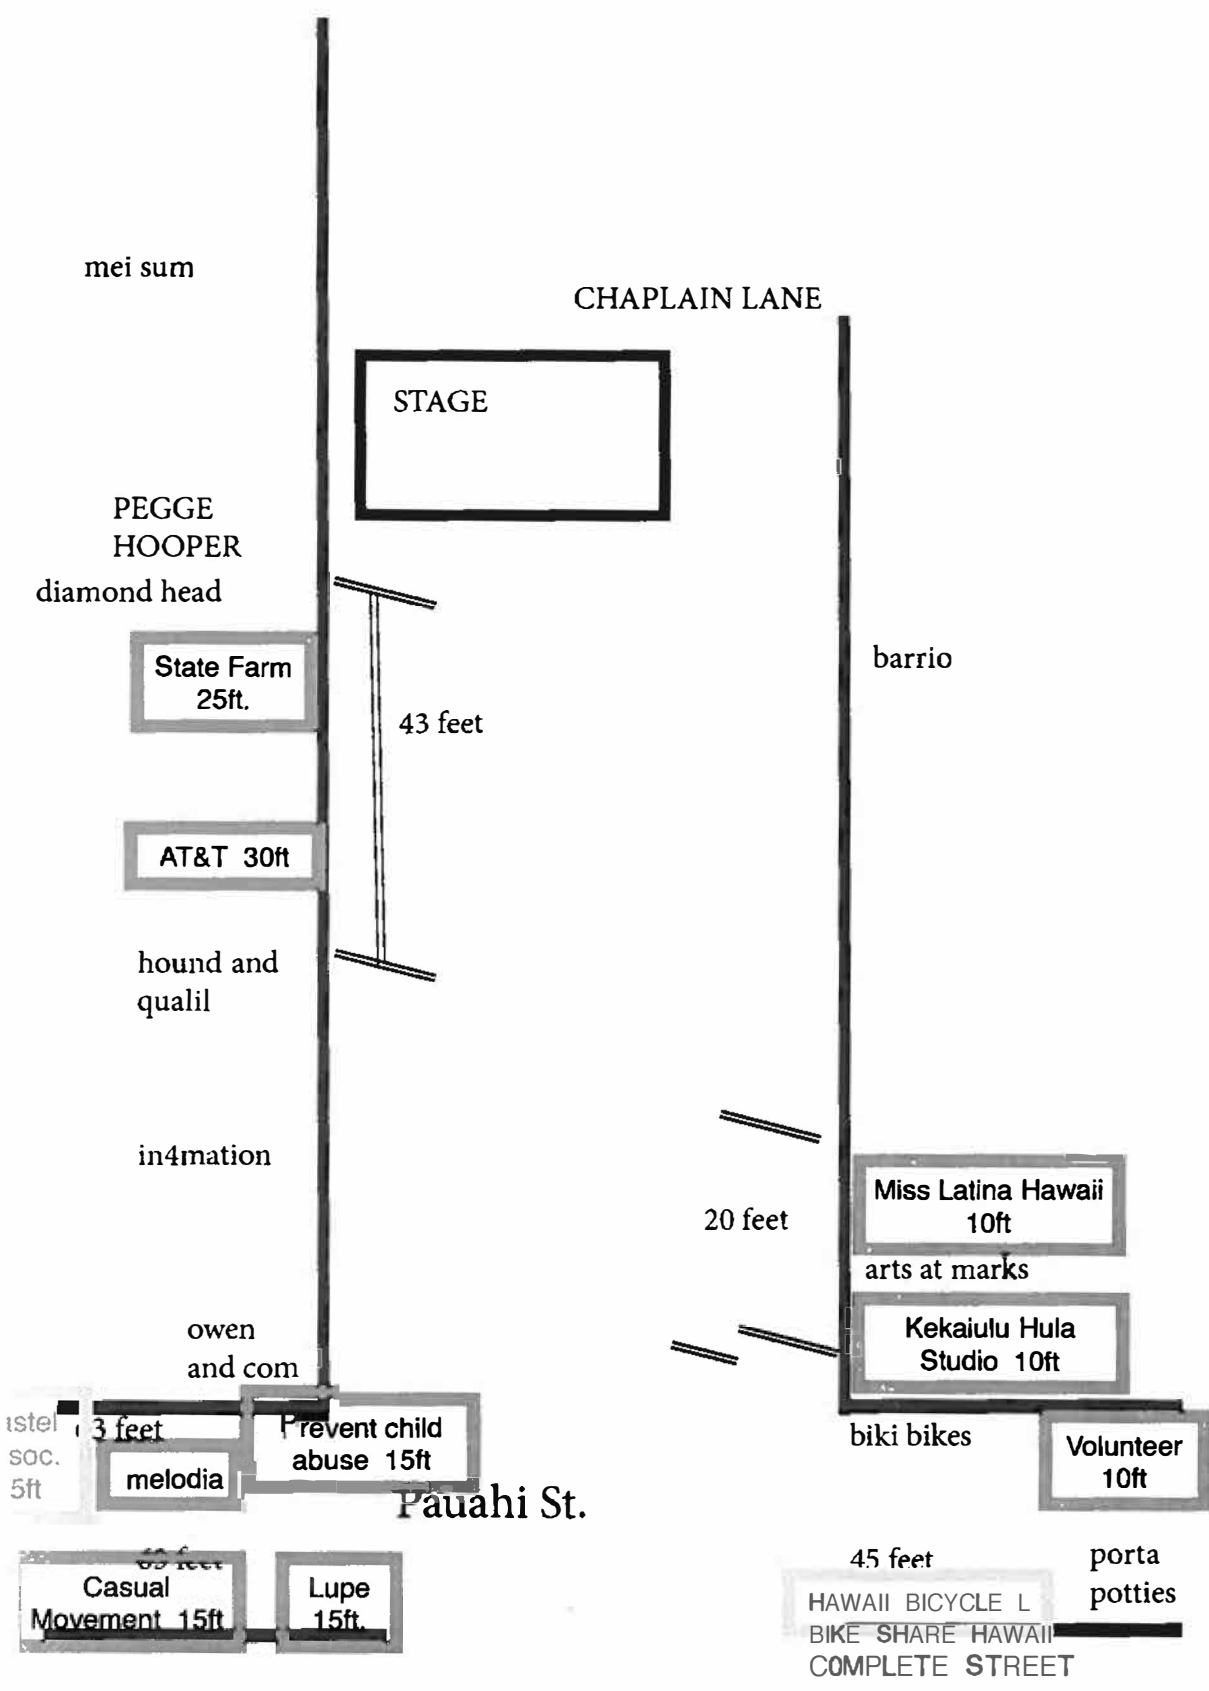 mei sum
CHAPLAIN LANE
STAGE
PEGGE
HOOPER
diamond head
State Farm
25ft.
barrio
43 feet
AT&T 30ft
hound and
qualil
in4mation
Miss Latina Hawaii
10ft
20 feet
arts at marks
owen
and com
Kekaiulu Hula
Studio 10ft
3 feet
Prevent child
abuse 15ft
biki bikes
Volunteer
10ft
soc.
5ft
melodia
Pauahi St.
45 feet
porta
potties
Casual
Movement 15ft
Lupe
15ft.
HAWAII BICYCLE L
BIKE SHARE HAWAII
COMPLETE STREET